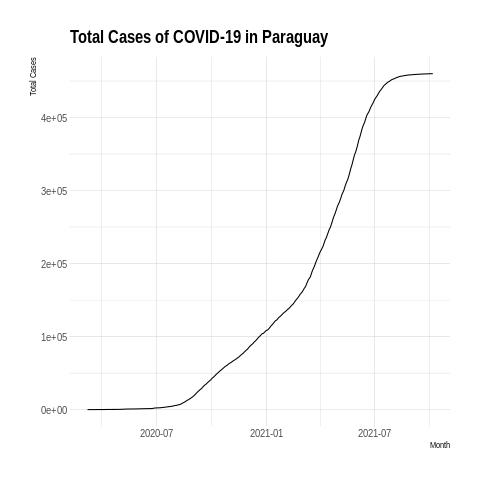 Total Cases of COVID-19 in Paraguay
Total Cases
4e+05
3e+05
2e+05
1e+05
0e+00
2020-07 2021-01 2021-07
Month